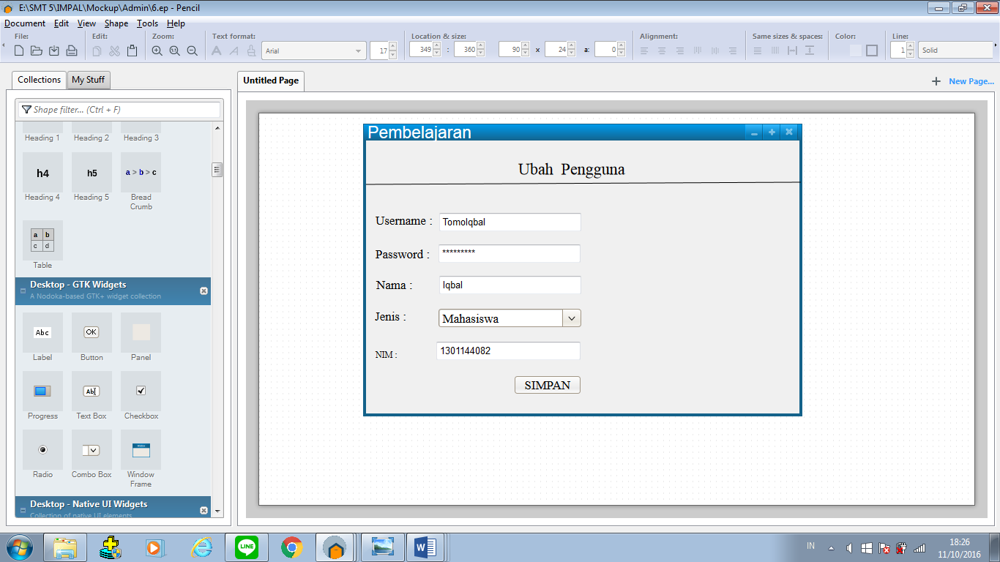 E:\SMT 5\IMPAL\Mockup\Admin\6.ep - Pencil
Document Edit View Shape Tools Help
File: Edit: Zoom: Text format: Location & size: Alignment: Same sizes & spaces: Color: Line:
Arial 17 349 : 360 90 x 24 a: 0 1 Solid
Collections My Stuff
Untitled Page
New Page...
Shape filter... (Ctrl + F)
Heading 1 Heading 2 Heading 3
h4 h5 a > b > c
Heading 4 Heading 5 Bread Crumb
a b
c d
Table
Desktop - GTK Widgets
A Nodoka-based GTK+ widget collection
Abc OK
Label Button Panel
Abc
Progress Text Box Checkbox
Radio Combo Box Window Frame
Desktop - Native UI Widgets
Collection of native UI elements
Pembelajaran
Ubah Pengguna
Username : TomoIqbal
Password : *********
Nama : Iqbal
Jenis : Mahasiswa
NIM : 1301144082
SIMPAN
LINE
IN
18:26
11/10/2016